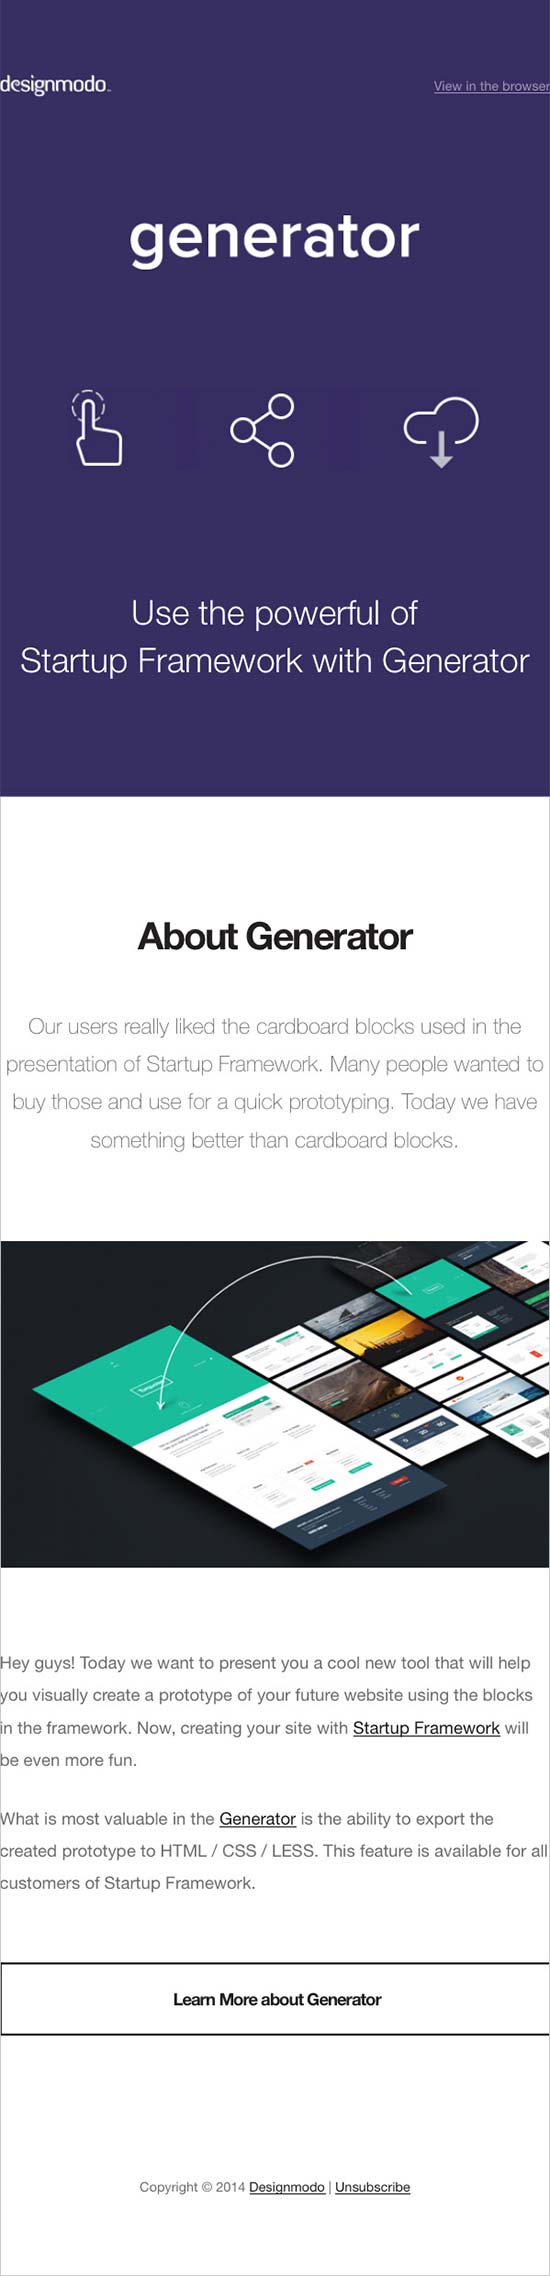 designmodo
View in the browser
generator
Use the powerful of
Startup Framework with Generator
About Generator
Our users really liked the cardboard blocks used in the
presentation of Startup Framework. Many people wanted to
buy those and use for a quick prototyping. Today we have
something better than cardboard blocks.
Hey guys! Today we want to present you a cool new tool that will help
you visually create a prototype of your future website using the blocks
in the framework. Now, creating your site with Startup Framework will
be even more fun.
What is most valuable in the Generator is the ability to export the
created prototype to HTML / CSS / LESS. This feature is available for all
customers of Startup Framework.
Learn More about Generator
Copyright © 2014 Designmodo | Unsubscribe